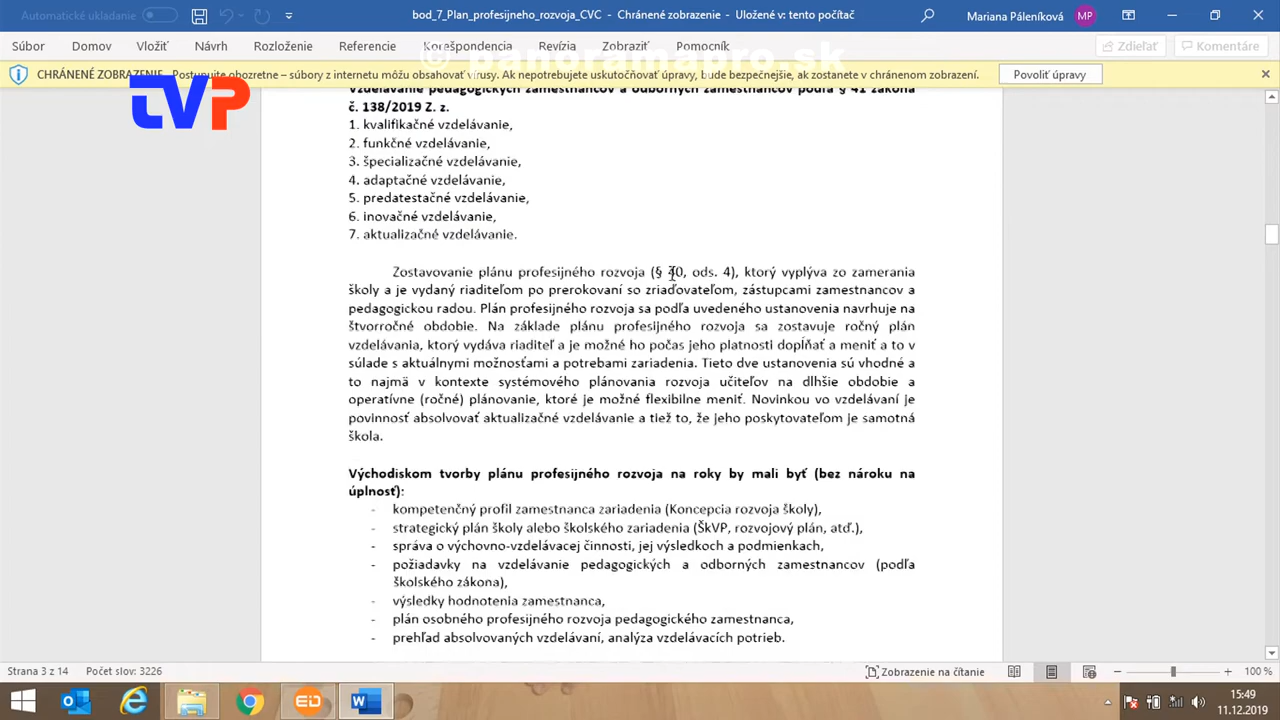 Automatické ukladanie
bod_7_Plan_profesijneho_rozvoja_CVC - Chránené zobrazenie - Uložené v: tento počítač
Mariana Páleníková MP
Súbor Domov Vložiť Návrh Rozloženie Referencie Korešpondencia Revízia Zobraziť Pomocník Zdieľať Komentáre
© panoramapro.sk
CHRÁNENÉ ZOBRAZENIE Postupujte obozretne – súbory z internetu môžu obsahovať vírusy. Ak nepotrebujete uskutočňovať úpravy, bude bezpečnejšie, ak zostanete v chránenom zobrazení. Povoliť úpravy
TVP
Vzdelávanie pedagogických zamestnancov a odborných zamestnancov podľa § 41 zákona
č. 138/2019 Z. z.
1. kvalifikačné vzdelávanie,
2. funkčné vzdelávanie,
3. špecializačné vzdelávanie,
4. adaptačné vzdelávanie,
5. predatestačné vzdelávanie,
6. inovačné vzdelávanie,
7. aktualizačné vzdelávanie.
Zostavovanie plánu profesijného rozvoja (§ 40, ods. 4), ktorý vyplýva zo zamerania
školy a je vydaný riaditeľom po prerokovaní so zriaďovateľom, zástupcami zamestnancov a
pedagogickou radou. Plán profesijného rozvoja sa podľa uvedeného ustanovenia navrhuje na
štvorročné obdobie. Na základe plánu profesijného rozvoja sa zostavuje ročný plán
vzdelávania, ktorý vydáva riaditeľ a je možné ho počas jeho platnosti dopĺňať a meniť a to v
súlade s aktuálnymi možnosťami a potrebami zariadenia. Tieto dve ustanovenia sú vhodné a
to najmä v kontexte systémového plánovania rozvoja učiteľov na dlhšie obdobie a
operatívne (ročné) plánovanie, ktoré je možné flexibilne meniť. Novinkou vo vzdelávaní je
povinnosť absolvovať aktualizačné vzdelávanie a tiež to, že jeho poskytovateľom je samotná
škola.
Východiskom tvorby plánu profesijného rozvoja na roky by mali byť (bez nároku na
úplnosť):
- kompetenčný profil zamestnanca zariadenia (Koncepcia rozvoja školy),
- strategický plán školy alebo školského zariadenia (ŠkVP, rozvojový plán, atď.),
- správa o výchovno-vzdelávacej činnosti, jej výsledkoch a podmienkach,
- požiadavky na vzdelávanie pedagogických a odborných zamestnancov (podľa
školského zákona),
- výsledky hodnotenia zamestnanca,
- plán osobného profesijného rozvoja pedagogického zamestnanca,
- prehľad absolvovaných vzdelávaní, analýza vzdelávacích potrieb.
Strana 3 z 14 Počet slov: 3226 Zobrazenie na čítanie 100 %
15:49
11.12.2019